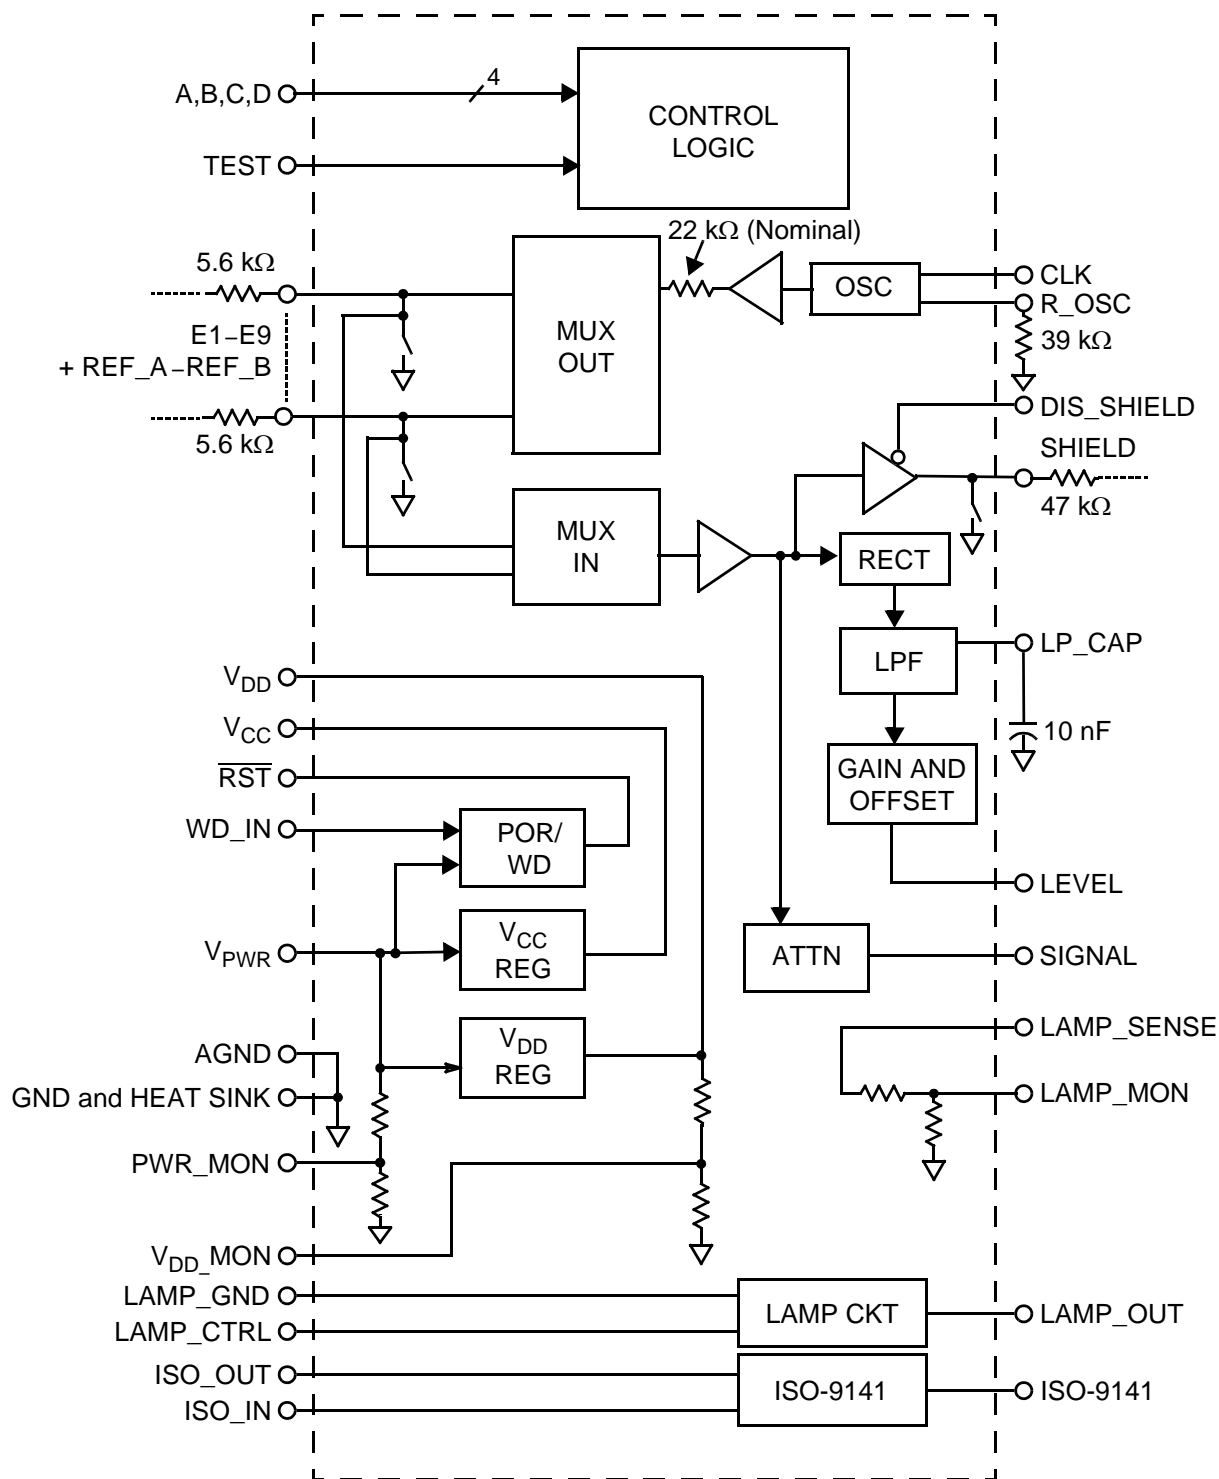 A,B,C,D
4
TEST
CONTROL
LOGIC
22 kΩ (Nominal)
5.6 kΩ
E1–E9
+ REF_A–REF_B
5.6 kΩ
MUX
OUT
OSC
CLK
R_OSC
39 kΩ
DIS_SHIELD
SHIELD
47 kΩ
MUX
IN
RECT
LPF
LP_CAP
10 nF
GAIN AND
OFFSET
LEVEL
VDD
VCC
RST
WD_IN
POR/
WD
VPWR
VCC
REG
ATTN
SIGNAL
VDD
REG
AGND
GND and HEAT SINK
PWR_MON
VDD_MON
LAMP_SENSE
LAMP_MON
LAMP_GND
LAMP_CTRL
LAMP CKT
LAMP_OUT
ISO_OUT
ISO_IN
ISO-9141
ISO-9141